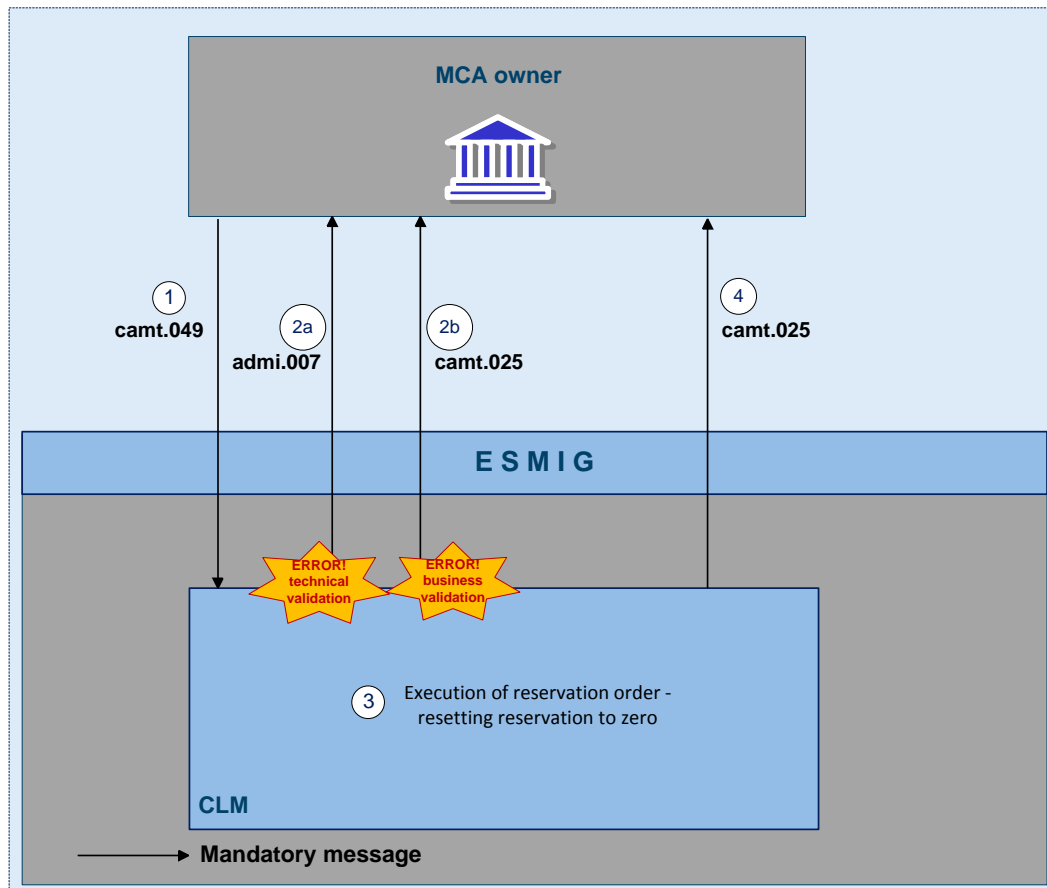 MCA owner
1
camt.049
2a
admi.007
2b
camt.025
4
camt.025
E S M I G
ERROR!
technical
validation
ERROR!
business
validation
3
Execution of reservation order -
resetting reservation to zero
CLM
Mandatory message